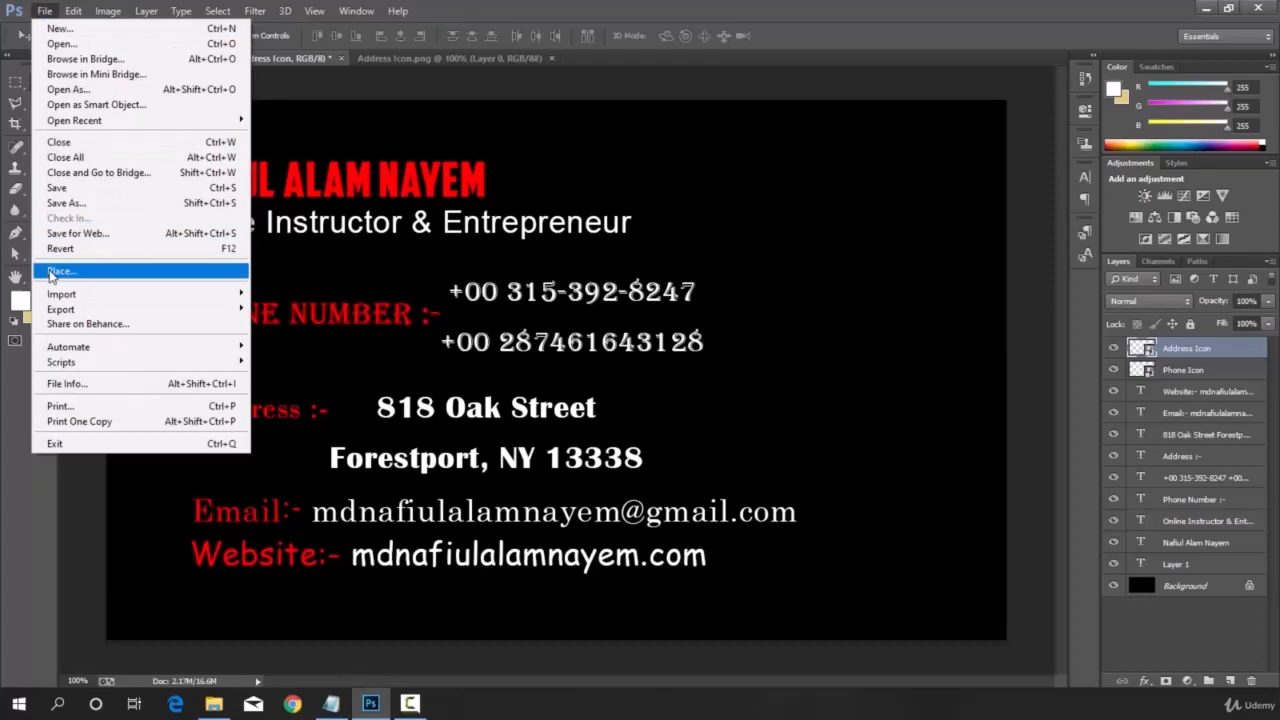 Ps File Edit Image Layer Type Select Filter 3D View Window Help
m Controls 3D Mode: Essentials
dress Icon, RGB/8) * × Address Icon.png @ 100% (Layer 0, RGB/8#) ×
New... Ctrl+N
Open... Ctrl+O
Browse in Bridge... Alt+Ctrl+O
Browse in Mini Bridge...
Open As... Alt+Shift+Ctrl+O
Open as Smart Object...
Open Recent
Close Ctrl+W
Close All Alt+Ctrl+W
Close and Go to Bridge... Shift+Ctrl+W
Save Ctrl+S
Save As... Shift+Ctrl+S
Check In...
Save for Web... Alt+Shift+Ctrl+S
Revert F12
Place...
Import
Export
Share on Behance...
Automate
Scripts
File Info... Alt+Shift+Ctrl+I
Print... Ctrl+P
Print One Copy Alt+Shift+Ctrl+P
Exit Ctrl+Q
UL ALAM NAYEM
e Instructor & Entrepreneur
+00 315-392-8247
NE NUMBER :-
+00 287461643128
ress :- 818 Oak Street
Forestport, NY 13338
Email:- mdnafiulalamnayem@gmail.com
Website:- mdnafiulalamnayem.com
Color Swatches
R 255
G 255
B 255
Adjustments Styles
Add an adjustment
Layers Channels Paths
Kind
Normal Opacity: 100%
Lock: Fill: 100%
Address Icon
Phone Icon
Website:- mdnafiulalam...
Email:- mdnafiulalamna...
818 Oak Street Forestp...
Address :-
+00 315-392-8247 +00...
Phone Number :-
Online Instructor & Ent...
Nafiul Alam Nayem
Layer 1
Background
100% Doc: 2.17M/16.6M
Udemy